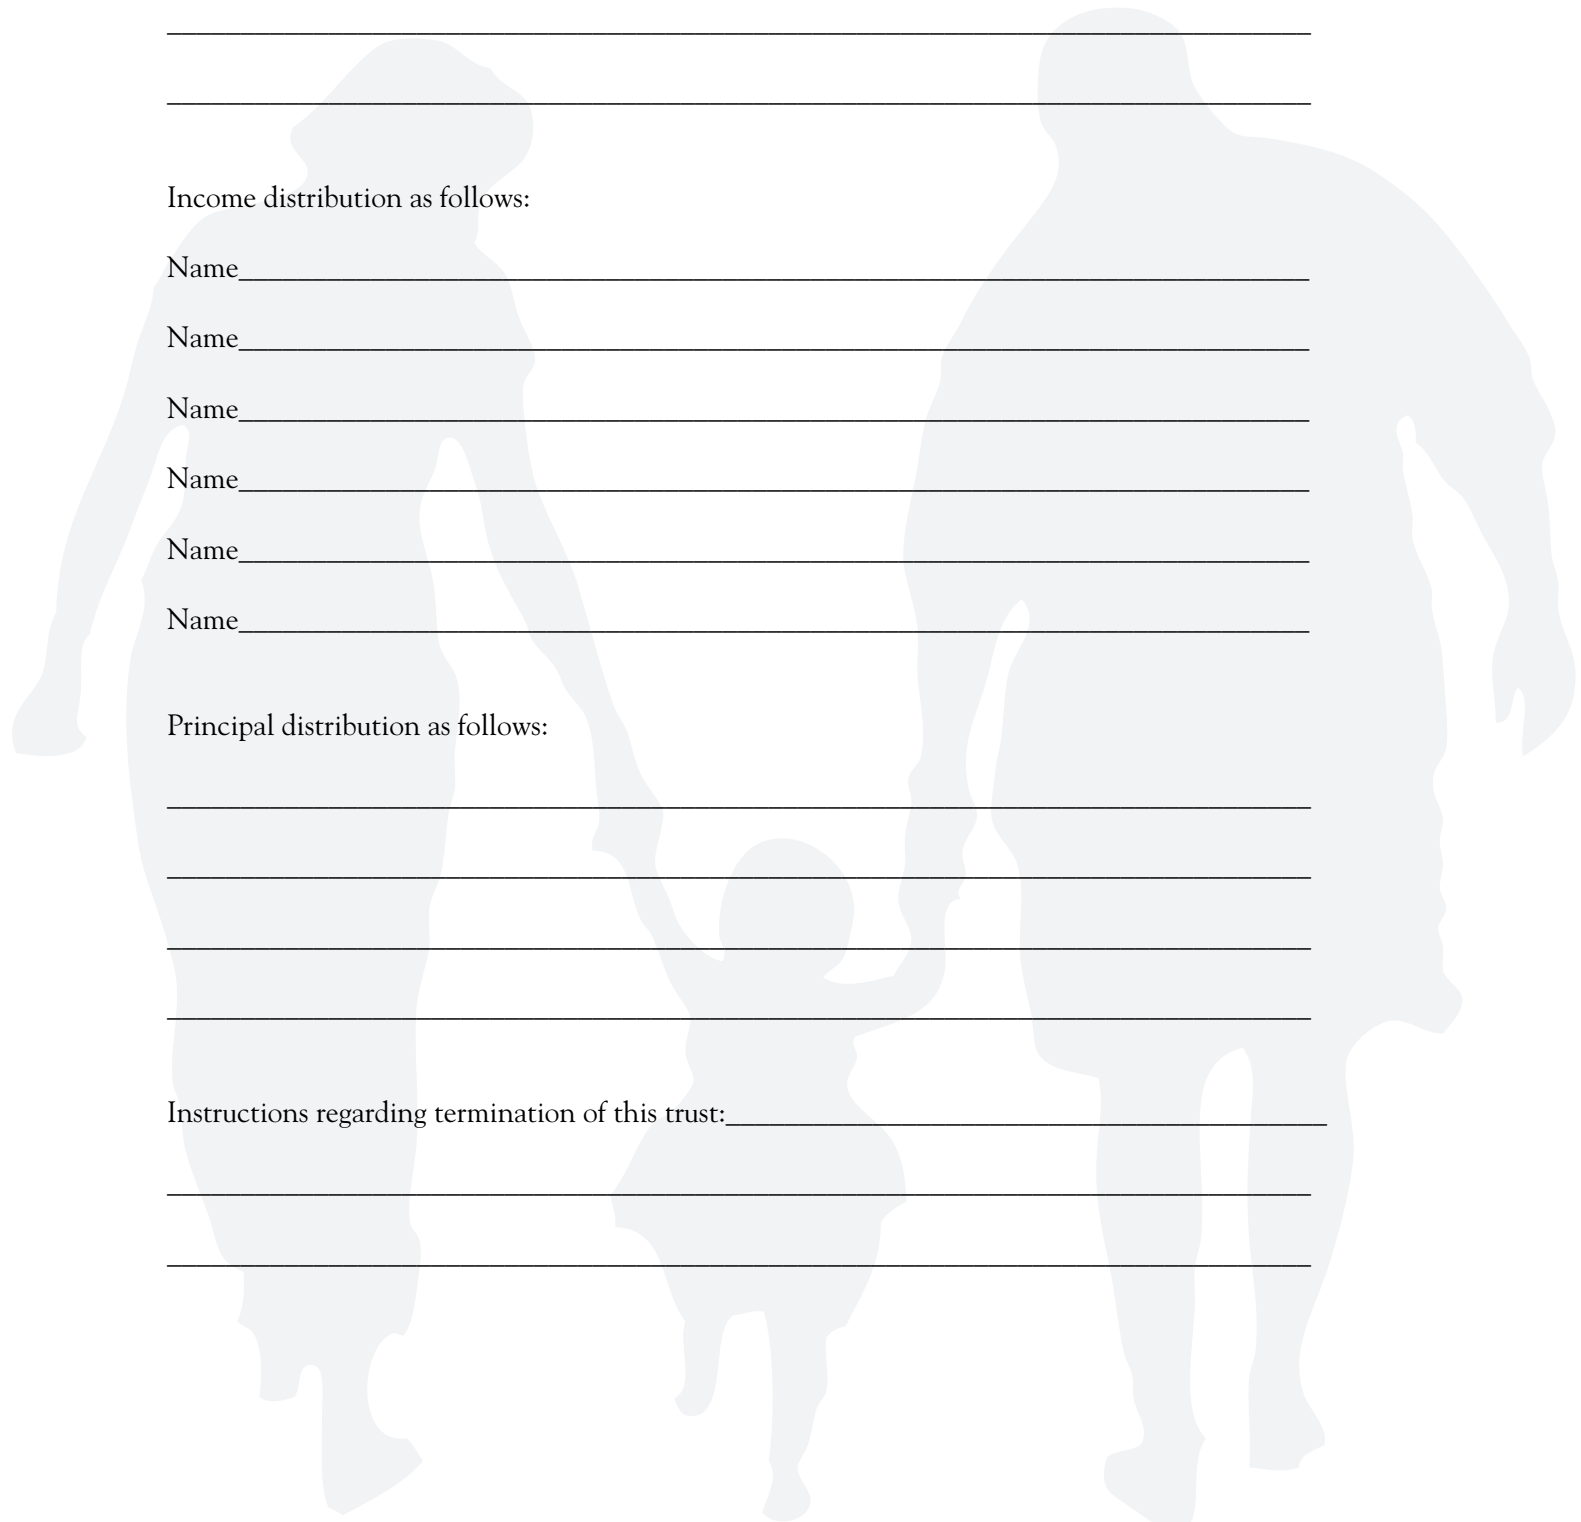 Income distribution as follows:
Name
Name
Name
Name
Name
Name
Principal distribution as follows:
Instructions regarding termination of this trust: